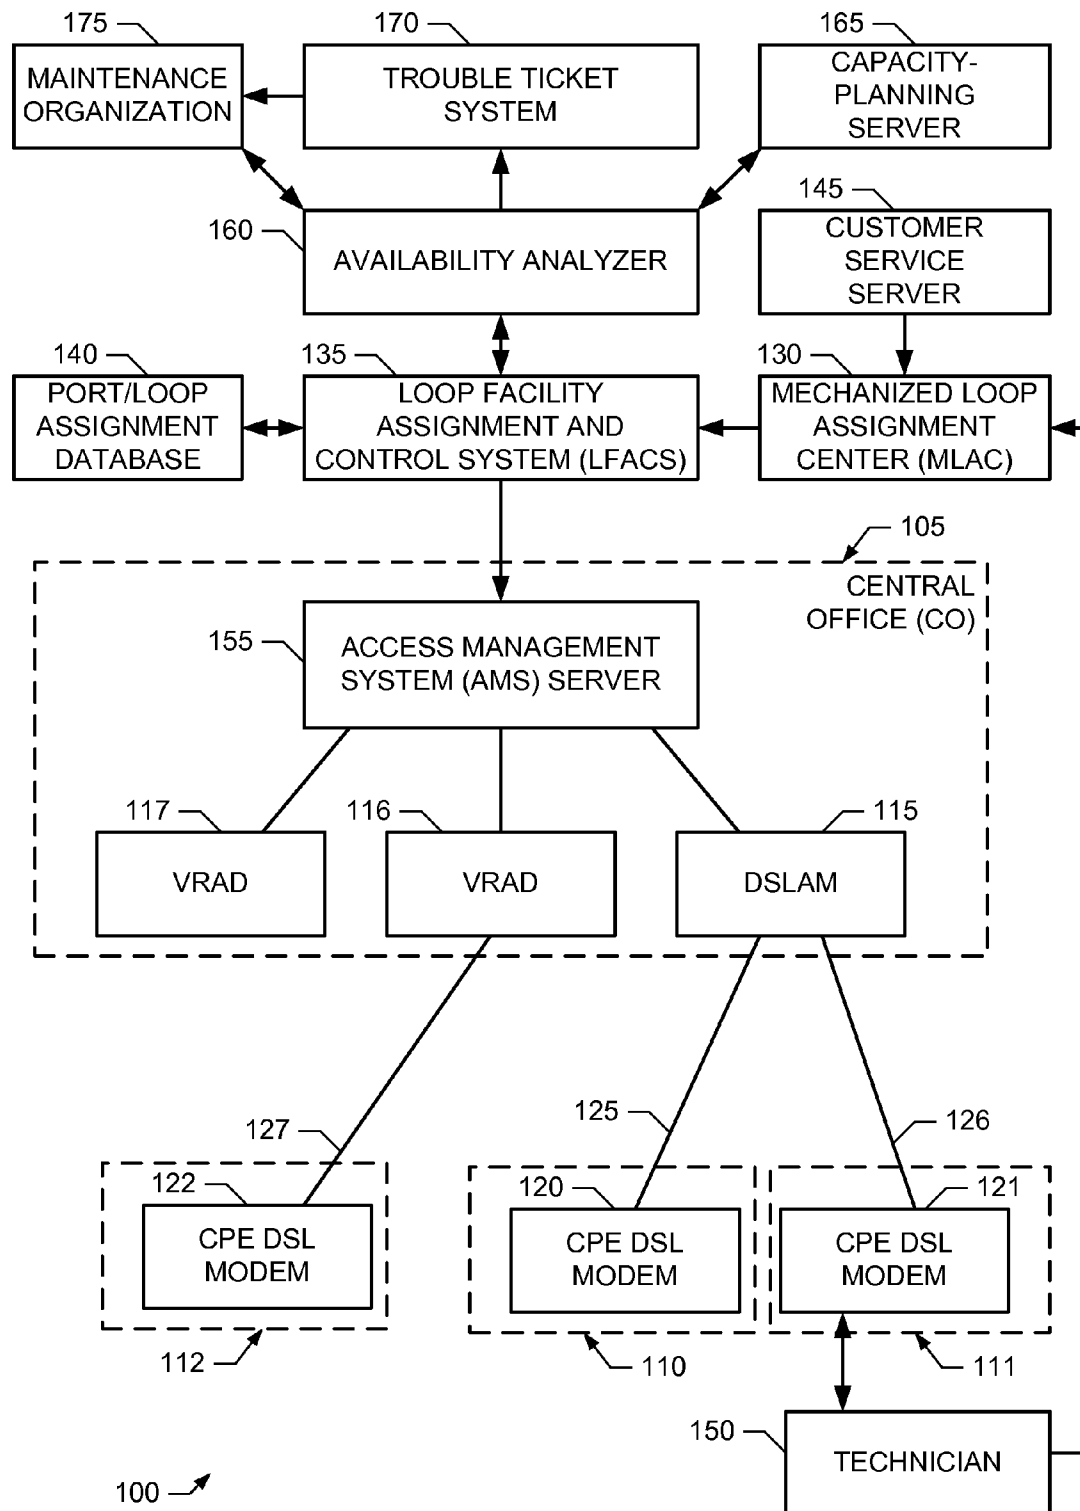 175
170
165
MAINTENANCE
ORGANIZATION
TROUBLE TICKET
SYSTEM
CAPACITY-
PLANNING
SERVER
145
160
AVAILABILITY ANALYZER
CUSTOMER
SERVICE
SERVER
140
135
130
PORT/LOOP
ASSIGNMENT
DATABASE
LOOP FACILITY
ASSIGNMENT AND
CONTROL SYSTEM (LFACS)
MECHANIZED LOOP
ASSIGNMENT
CENTER (MLAC)
105
CENTRAL
OFFICE (CO)
155
ACCESS MANAGEMENT
SYSTEM (AMS) SERVER
117
116
115
VRAD
VRAD
DSLAM
125
127
126
122
120
121
CPE DSL
MODEM
CPE DSL
MODEM
CPE DSL
MODEM
112
110
111
150
TECHNICIAN
100